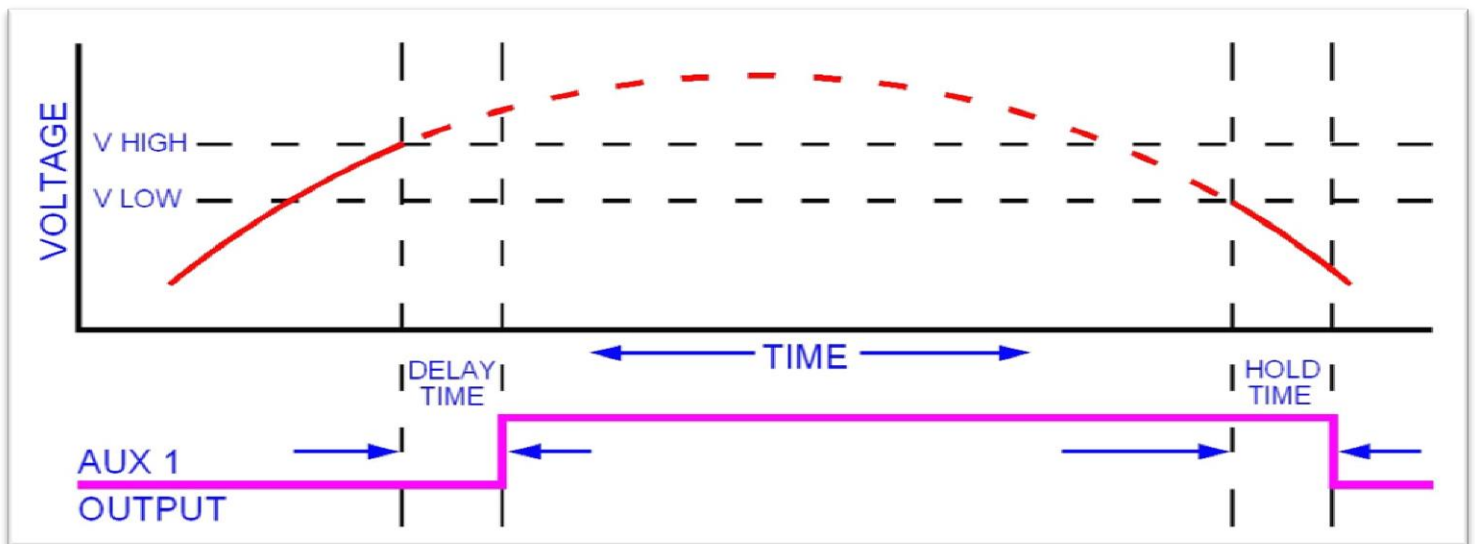 VOLTAGE
V HIGH
V LOW
TIME
DELAY
TIME
HOLD
TIME
AUX 1
OUTPUT